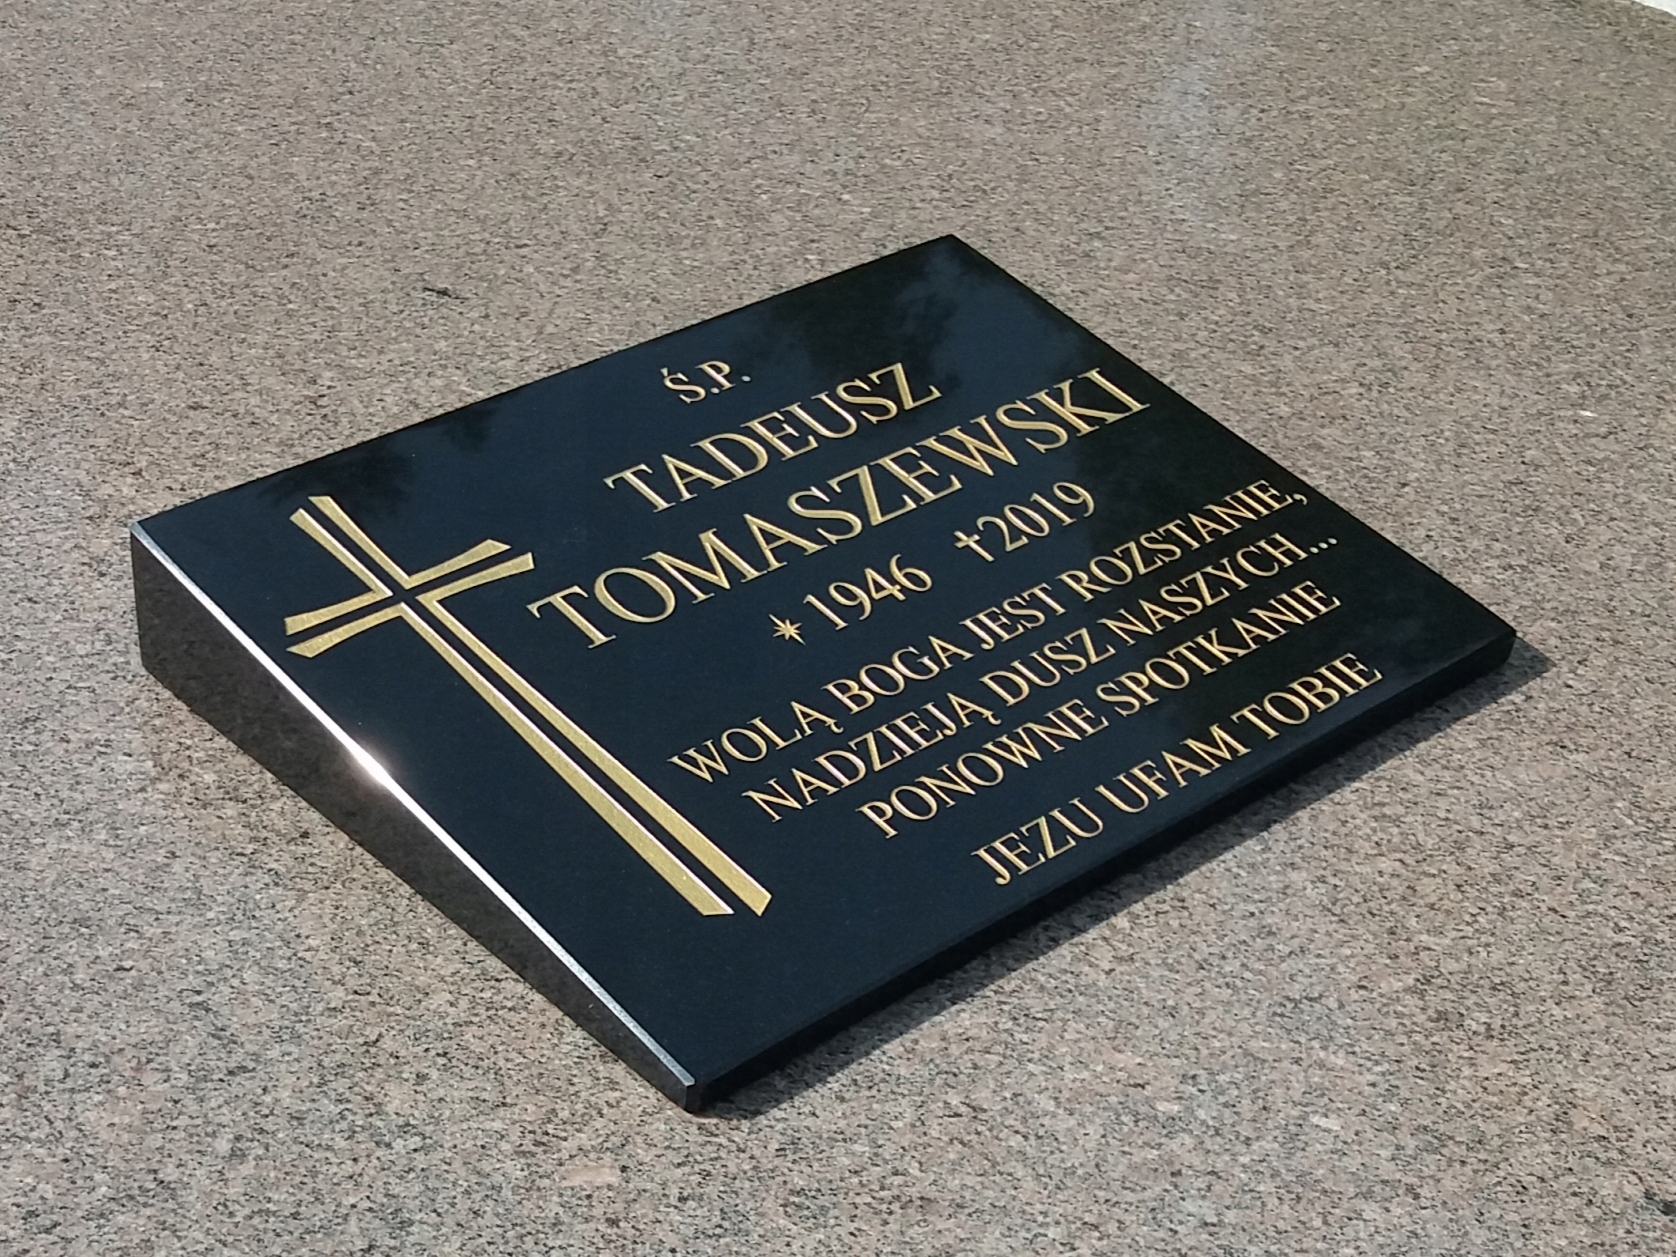 Ś.P.
TADEUSZ
TOMASZEWSKI
* 1946 †2019
WOLĄ BOGA JEST ROZSTANIE,
NADZIEJĄ DUSZ NASZYCH...
PONOWNE SPOTKANIE
JEZU UFAM TOBIE